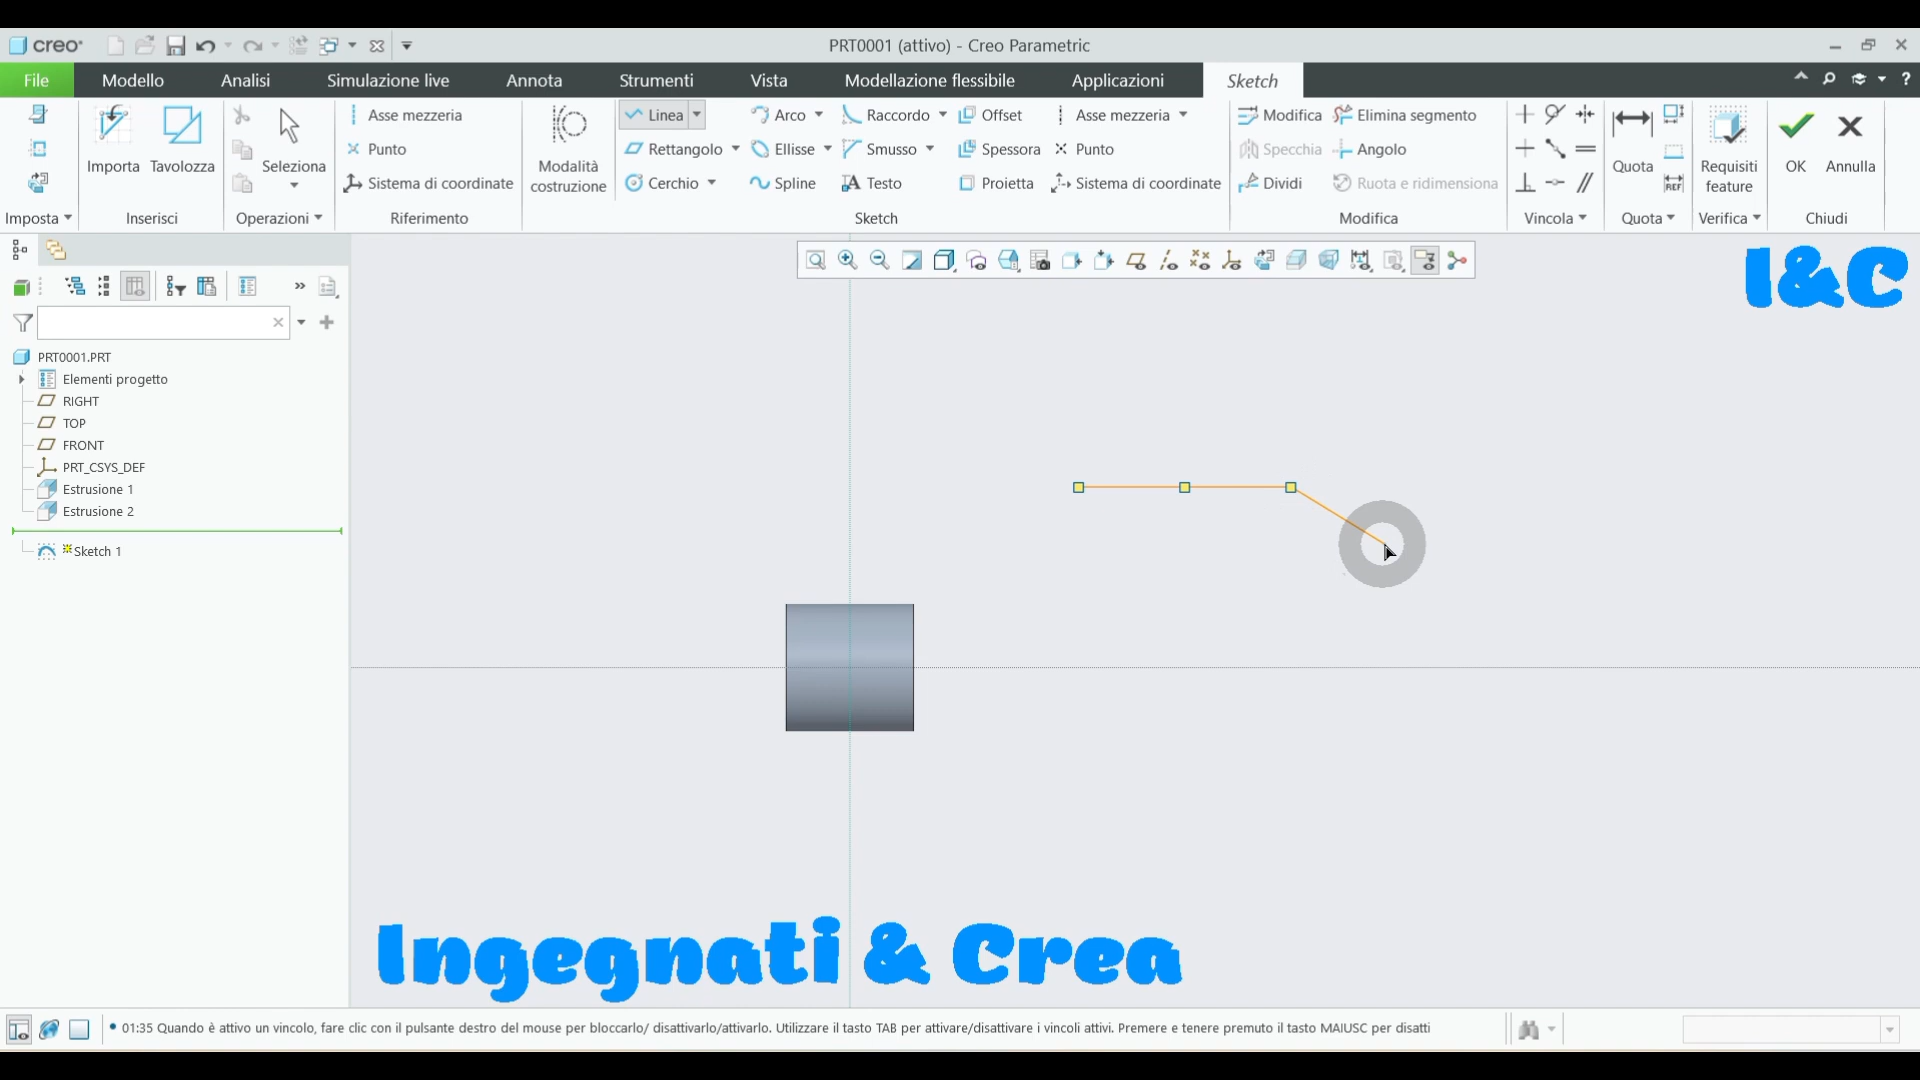 creo
PRT0001 (attivo) - Creo Parametric
File Modello Analisi Simulazione live Annota Strumenti Vista Modellazione flessibile Applicazioni Sketch
Importa Tavolozza Seleziona
Asse mezzeria
Punto
Sistema di coordinate
Modalità costruzione
Linea Arco Raccordo Offset Asse mezzeria
Rettangolo Ellisse Smusso Spessora Punto
Cerchio Spline Testo Proietta Sistema di coordinate
Modifica Elimina segmento
Specchia Angolo
Dividi Ruota e ridimensiona
Quota
REF
Requisiti feature
OK Annulla
Imposta Inserisci Operazioni Riferimento Sketch Modifica Vincola Quota Verifica Chiudi
I&C
PRT0001.PRT
Elementi progetto
RIGHT
TOP
FRONT
PRT_CSYS_DEF
Estrusione 1
Estrusione 2
Sketch 1
Ingegnati & Crea
01:35 Quando è attivo un vincolo, fare clic con il pulsante destro del mouse per bloccarlo/ disattivarlo/attivarlo. Utilizzare il tasto TAB per attivare/disattivare i vincoli attivi. Premere e tenere premuto il tasto MAIUSC per disatti